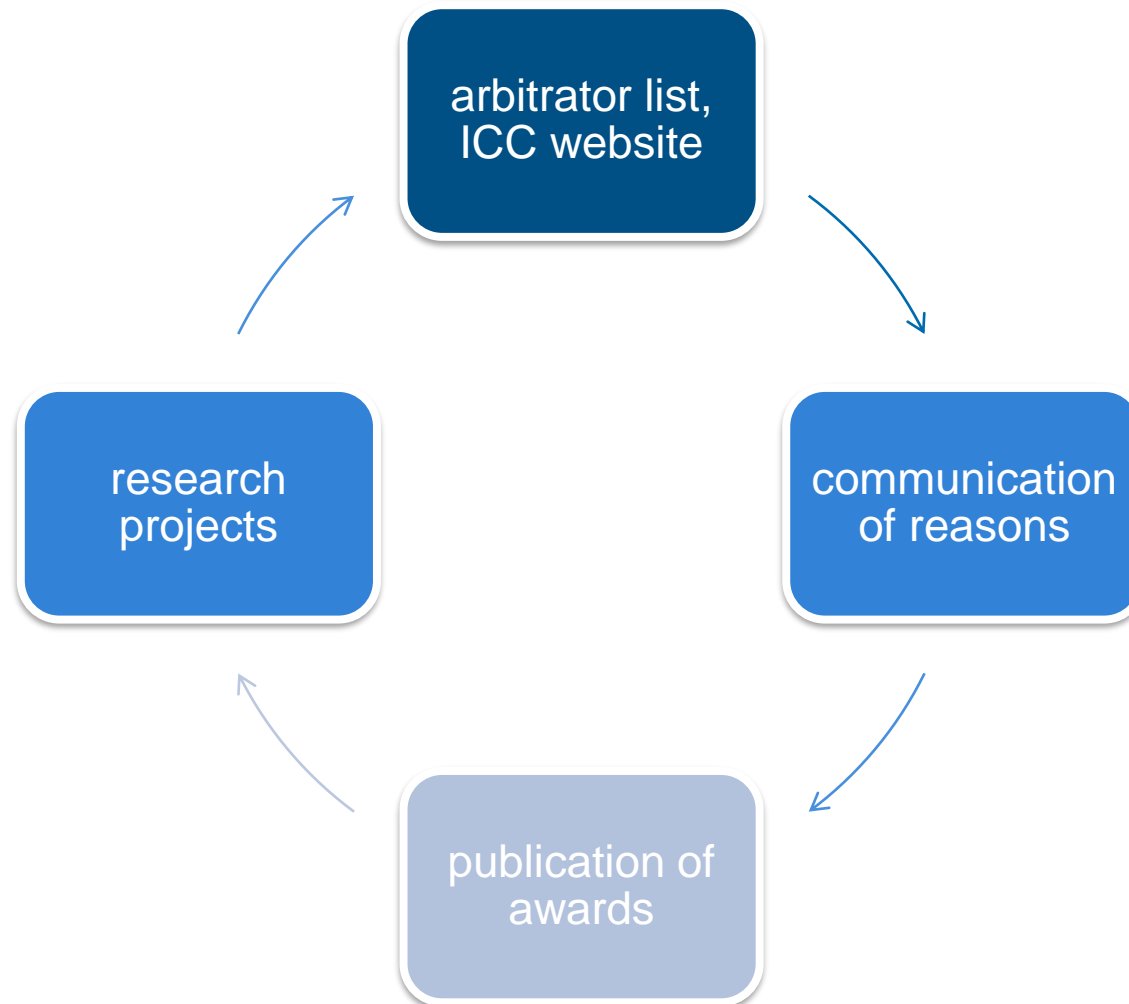 arbitrator list,
ICC website
communication
of reasons
publication of
awards
research
projects